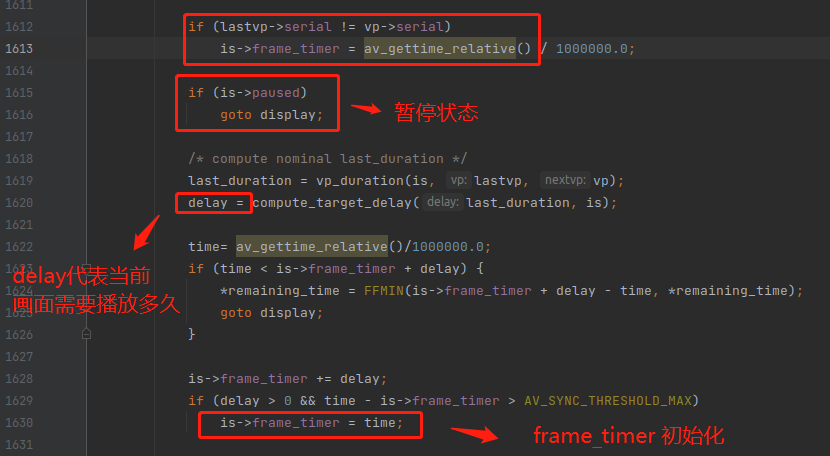 1611
1612 if (lastvp->serial != vp->serial)
1613 is->frame_timer = av_gettime_relative() / 1000000.0;
1614
1615 if (is->paused)
1616 goto display;
暂停状态
1617
1618 /* compute nominal last_duration */
1619 last_duration = vp_duration(is, vp: lastvp, nextvp: vp);
1620 delay = compute_target_delay( delay: last_duration, is);
1621
1622 time= av_gettime_relative()/1000000.0;
if (time < is->frame_timer + delay) {
delay代表当前
*remaining_time = FFMIN(is->frame_timer + delay - time, *remaining_time);
画面需要播放多久
goto display;
1626 }
1628 is->frame_timer += delay;
1629 if (delay > 0 && time - is->frame_timer > AV_SYNC_THRESHOLD_MAX)
1630 is->frame_timer = time;
frame_timer 初始化
1631